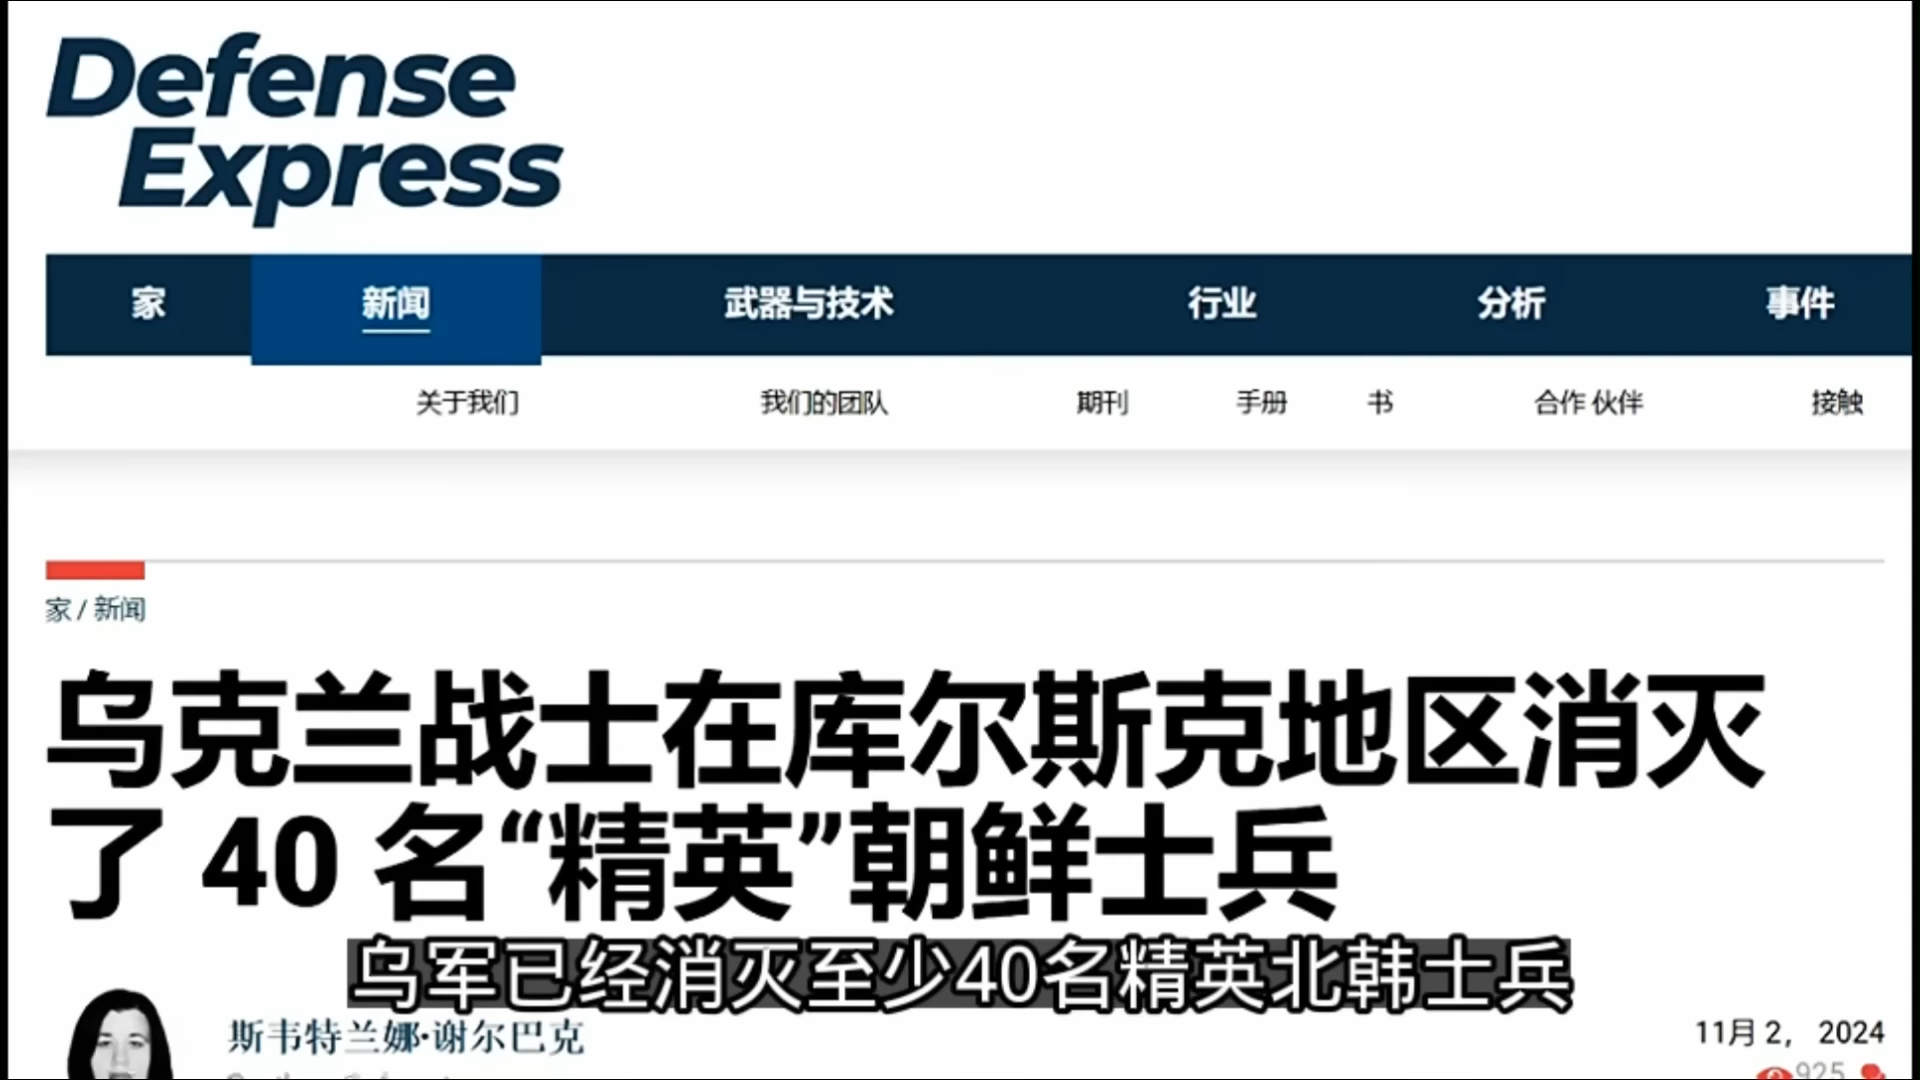 Defense
Express
家 新闻 武器与技术 行业 分析 事件
关于我们 我们的团队 期刊 手册 书 合作 伙伴 接触
家 / 新闻
乌克兰战士在库尔斯克地区消灭
了 40 名“精英”朝鲜士兵
乌军已经消灭至少40名精英北韩士兵
斯韦特兰娜·谢尔巴克
11月 2， 2024
925